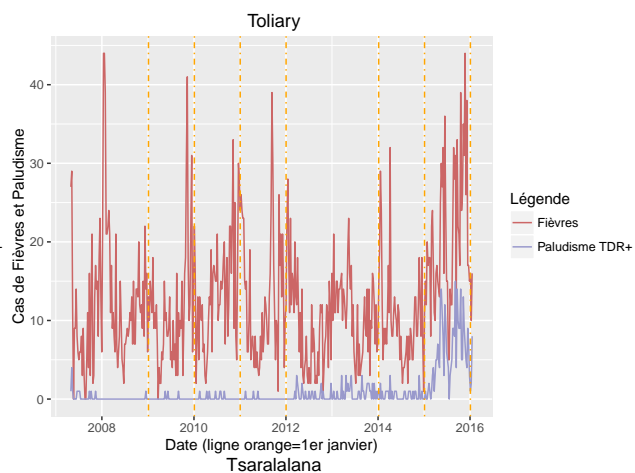 Toliary
Cas de Fièvres et Paludisme
40
30
20
10
0
2008
2010
2012
2014
2016
Date (ligne orange=1er janvier)
Légende
Fièvres
Paludisme TDR+
Tsaralalana